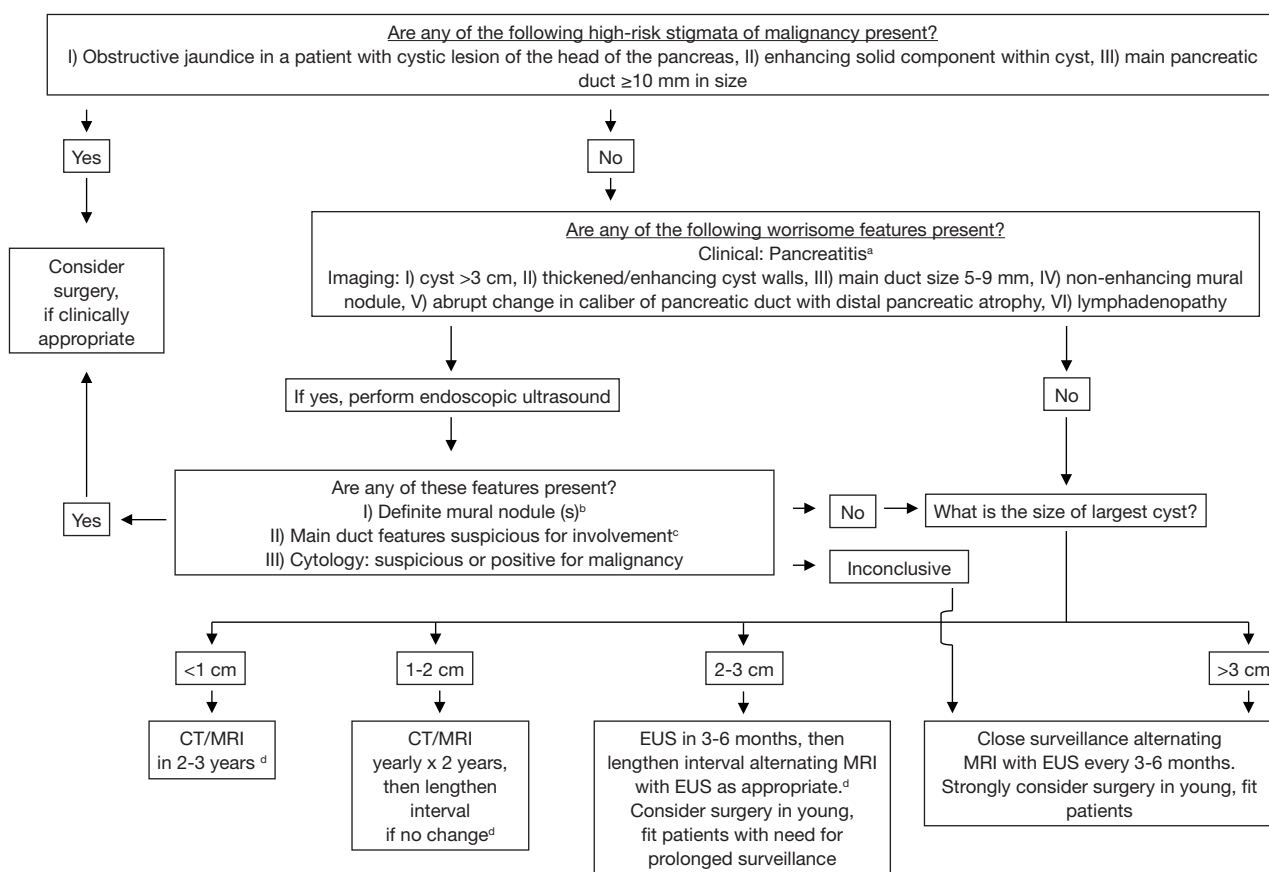 Are any of the following high-risk stigmata of malignancy present?
I) Obstructive jaundice in a patient with cystic lesion of the head of the pancreas, II) enhancing solid component within cyst, III) main pancreatic
duct ≥10 mm in size
Yes
No
Consider
surgery,
if clinically
appropriate
Are any of the following worrisome features present?
Clinical: Pancreatitisᵃ
Imaging: I) cyst >3 cm, II) thickened/enhancing cyst walls, III) main duct size 5-9 mm, IV) non-enhancing mural
nodule, V) abrupt change in caliber of pancreatic duct with distal pancreatic atrophy, VI) lymphadenopathy
If yes, perform endoscopic ultrasound
No
Are any of these features present?
I) Definite mural nodule (s)ᵇ
II) Main duct features suspicious for involvementᶜ
III) Cytology: suspicious or positive for malignancy
Yes
No
What is the size of largest cyst?
Inconclusive
<1 cm
1-2 cm
2-3 cm
>3 cm
CT/MRI
in 2-3 years ᵈ
CT/MRI
yearly x 2 years,
then lengthen
interval
if no changeᵈ
EUS in 3-6 months, then
lengthen interval alternating MRI
with EUS as appropriate.ᵈ
Consider surgery in young,
fit patients with need for
prolonged surveillance
Close surveillance alternating
MRI with EUS every 3-6 months.
Strongly consider surgery in young, fit
patients